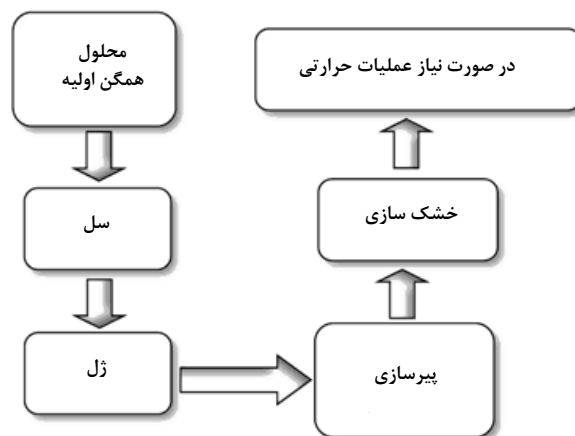 محلول
همگن اولیه
سل
ژل
پیرسازی
خشک سازی
در صورت نیاز عملیات حرارتی